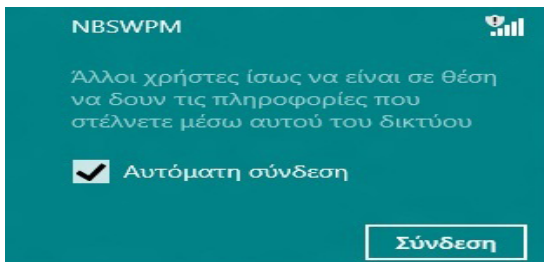 NBSWPM
Άλλοι χρήστες ίσως να είναι σε θέση
να δουν τις πληροφορίες που
στέλνετε μέσω αυτού του δικτύου
Αυτόματη σύνδεση
Σύνδεση